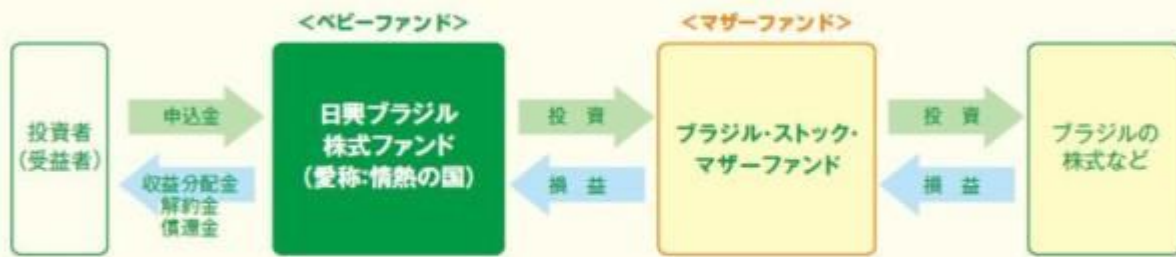 <ベビーファンド>
<マザーファンド>
投資者
(受益者)
申込金
収益分配金
解約金
償還金
日興ブラジル
株式ファンド
(愛称:情熱の国)
投 資
損 益
ブラジル・ストック・
マザーファンド
投 資
損 益
ブラジルの
株式など